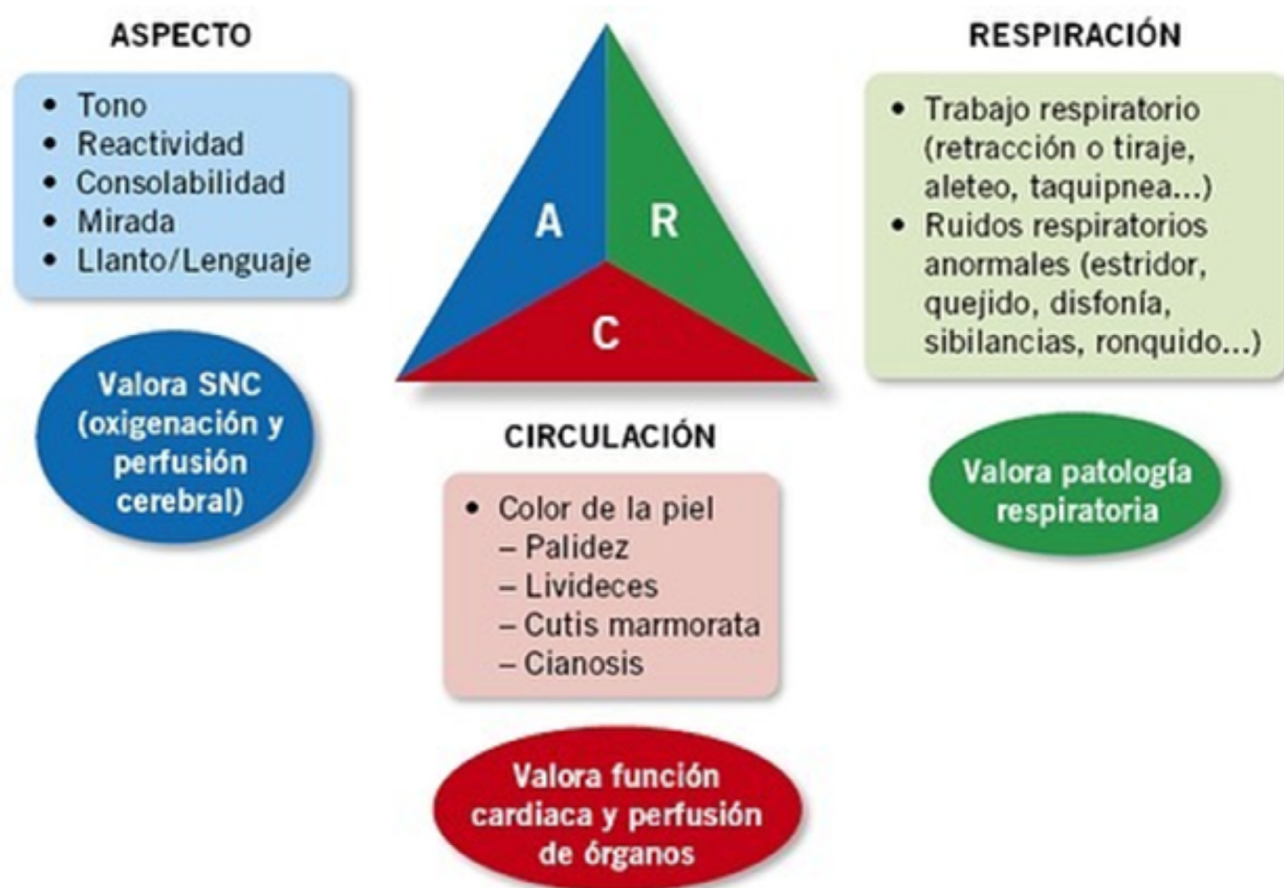 ASPECTO
• Tono
• Reactividad
• Consolabilidad
• Mirada
• Llanto/Lenguaje
Valora SNC
(oxigenación y
perfusión
cerebral)
A
R
C
RESPIRACIÓN
• Trabajo respiratorio
(retracción o tiraje,
aleteo, taquipnea...)
• Ruidos respiratorios
anormales (estridor,
quejido, disfonía,
sibilancias, ronquido...)
Valora patología
respiratoria
CIRCULACIÓN
• Color de la piel
– Palidez
– Livideces
– Cutis marmorata
– Cianosis
Valora función
cardiaca y perfusión
de órganos